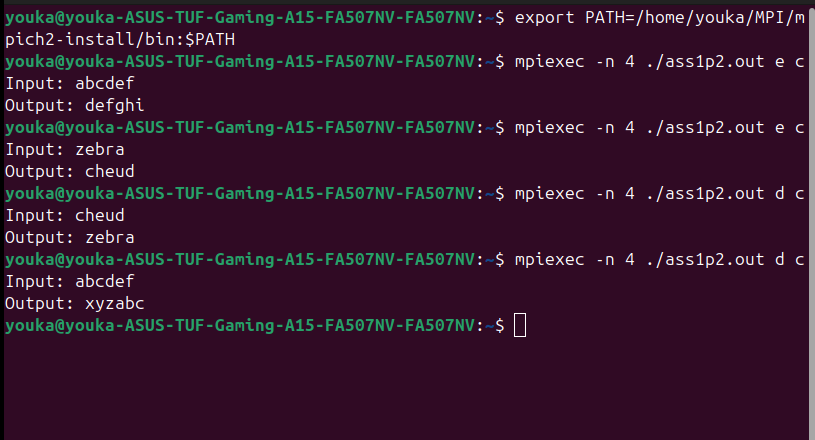 youka@youka-ASUS-TUF-Gaming-A15-FA507NV-FA507NV:~$ export PATH=/home/youka/MPI/m
pich2-install/bin:$PATH
youka@youka-ASUS-TUF-Gaming-A15-FA507NV-FA507NV:~$ mpiexec -n 4 ./ass1p2.out e c
Input: abcdef
Output: defghi
youka@youka-ASUS-TUF-Gaming-A15-FA507NV-FA507NV:~$ mpiexec -n 4 ./ass1p2.out e c
Input: zebra
Output: cheud
youka@youka-ASUS-TUF-Gaming-A15-FA507NV-FA507NV:~$ mpiexec -n 4 ./ass1p2.out d c
Input: cheud
Output: zebra
youka@youka-ASUS-TUF-Gaming-A15-FA507NV-FA507NV:~$ mpiexec -n 4 ./ass1p2.out d c
Input: abcdef
Output: xyzabc
youka@youka-ASUS-TUF-Gaming-A15-FA507NV-FA507NV:~$